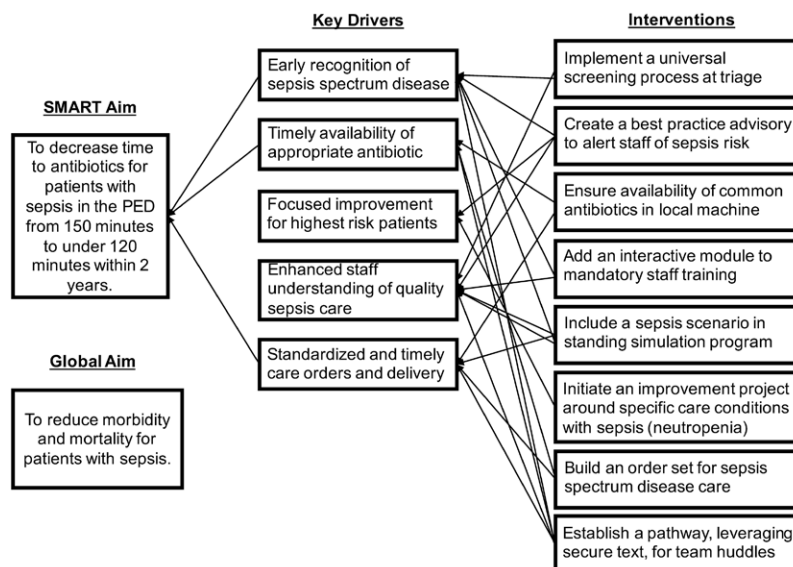 SMART Aim
To decrease time
to antibiotics for
patients with
sepsis in the PED
from 150 minutes
to under 120
minutes within 2
years.
Global Aim
To reduce morbidity
and mortality for
patients with sepsis.
Key Drivers
Early recognition of
sepsis spectrum disease
Timely availability of
appropriate antibiotic
Focused improvement
for highest risk patients
Enhanced staff
understanding of quality
sepsis care
Standardized and timely
care orders and delivery
Interventions
Implement a universal
screening process at triage
Create a best practice advisory
to alert staff of sepsis risk
Ensure availability of common
antibiotics in local machine
Add an interactive module to
mandatory staff training
Include a sepsis scenario in
standing simulation program
Initiate an improvement project
around specific care conditions
with sepsis (neutropenia)
Build an order set for sepsis
spectrum disease care
Establish a pathway, leveraging
secure text, for team huddles